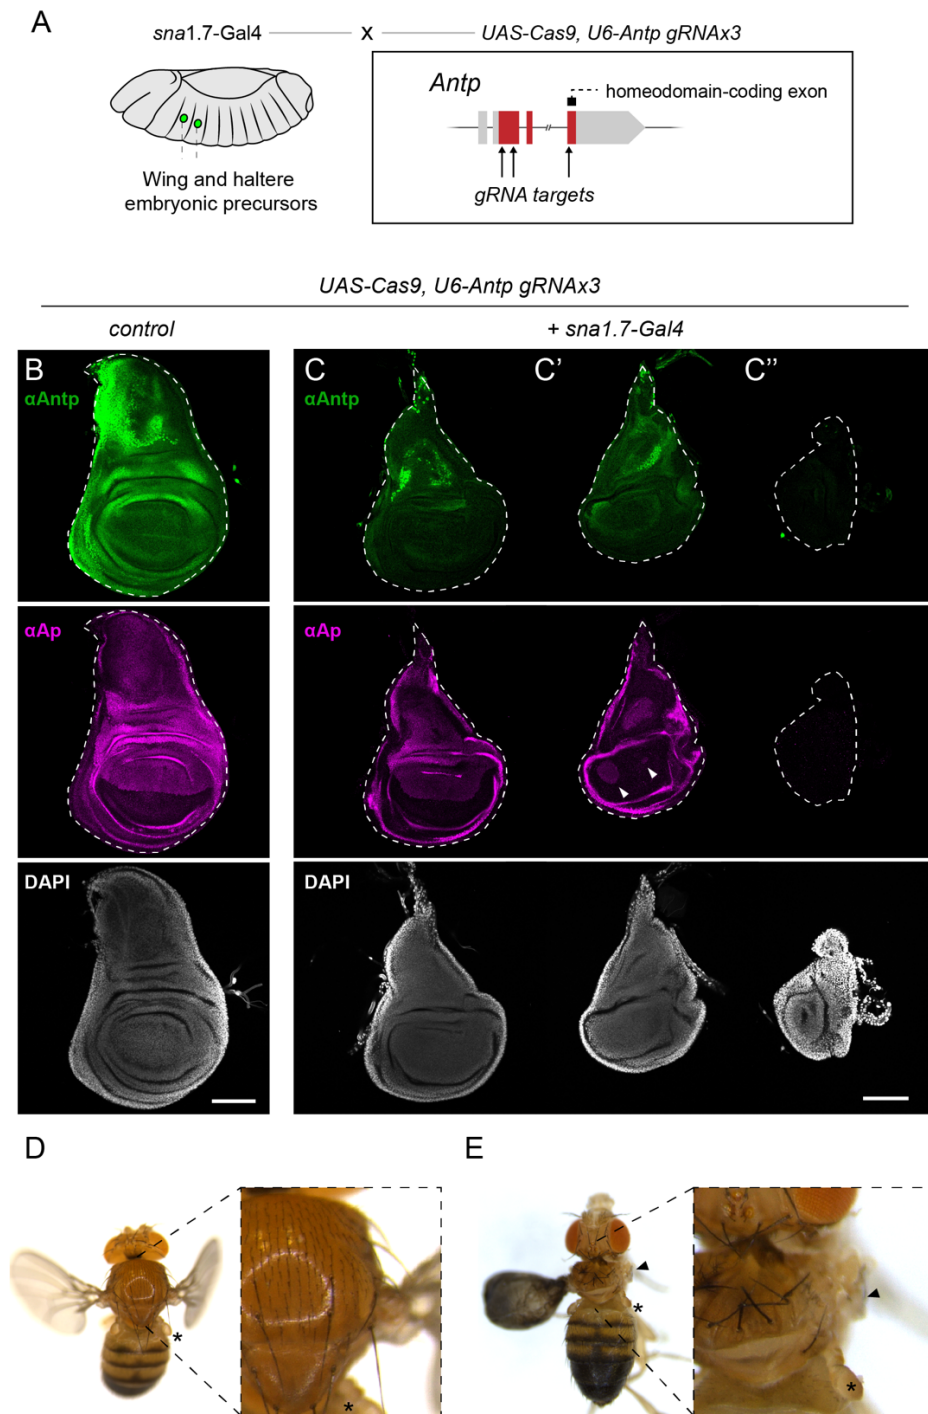 A
sna1.7-Gal4 x UAS-Cas9, U6-Antp gRNAx3
Antp
homeodomain-coding exon
gRNA targets
Wing and haltere
embryonic precursors
UAS-Cas9, U6-Antp gRNAx3
control + sna1.7-Gal4
B C C' C''
αAntp αAntp
αAp αAp
DAPI DAPI
D E
*
*
*
*